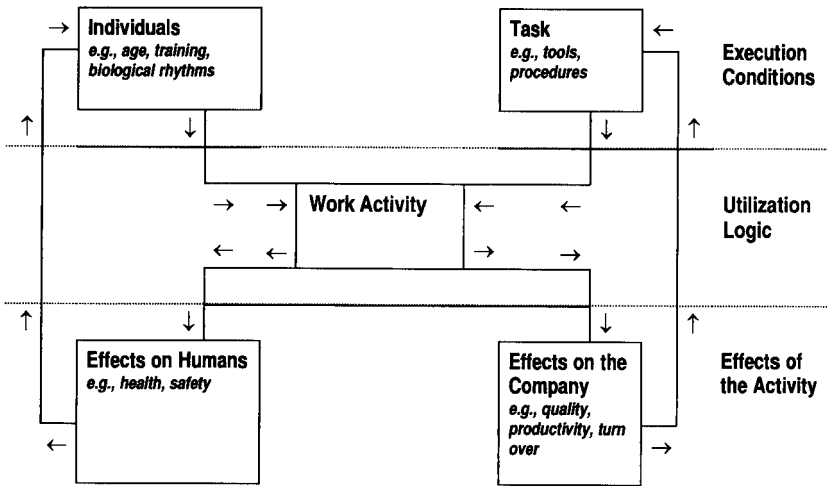 Individuals
e.g., age, training,
biological rhythms
Task
e.g., tools,
procedures
Execution
Conditions
Work Activity
Utilization
Logic
Effects on Humans
e.g., health, safety
Effects on the
Company
e.g., quality,
productivity, turn
over
Effects of
the Activity